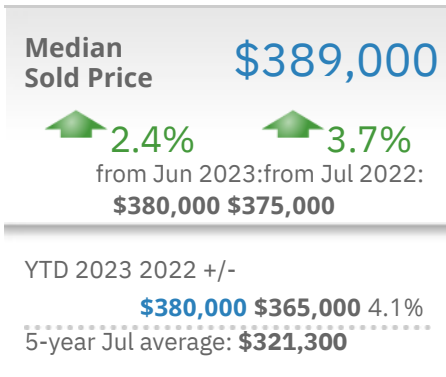 Median
Sold Price
$389,000
2.4%
3.7%
from Jun 2023:from Jul 2022:
$380,000 $375,000
YTD 2023 2022 +/-
$380,000 $365,000 4.1%
5-year Jul average: $321,300